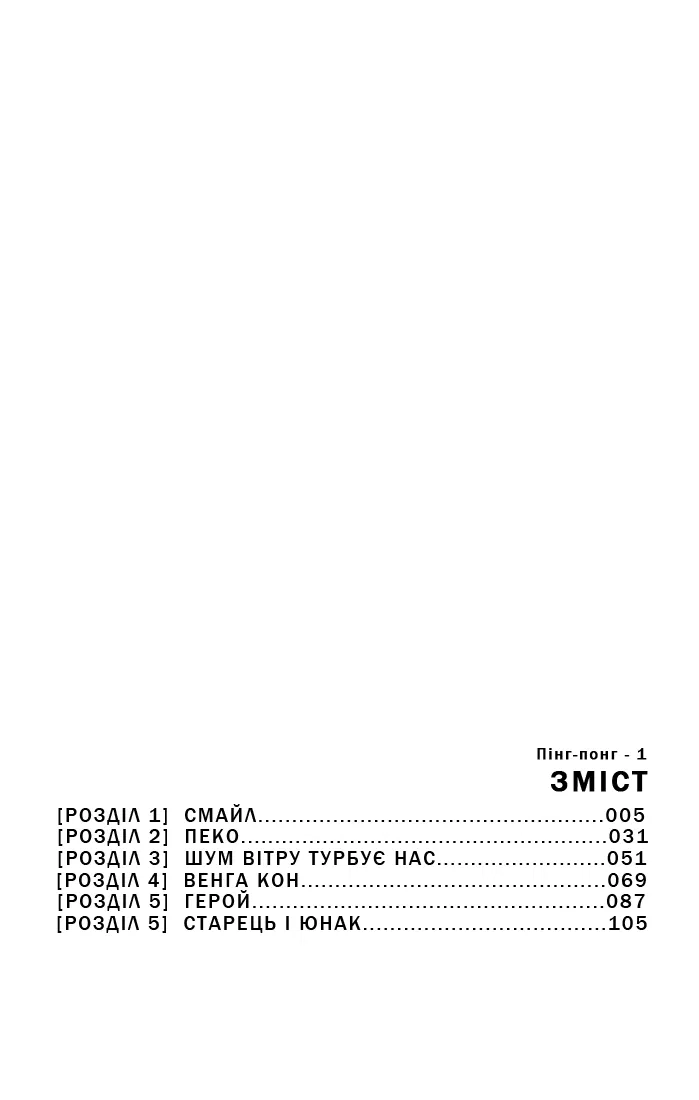 Пінг-понг - 1
ЗМІСТ
[РОЗДІЛ 1] СМАЙЛ.................................................005
[РОЗДІЛ 2] ПЕКО....................................................031
[РОЗДІЛ 3] ШУМ ВІТРУ ТУРБУЄ НАС.......................051
[РОЗДІЛ 4] ВЕНГА КОН...........................................069
[РОЗДІЛ 5] ГЕРОЙ..................................................087
[РОЗДІЛ 5] СТАРЕЦЬ І ЮНАК..................................105